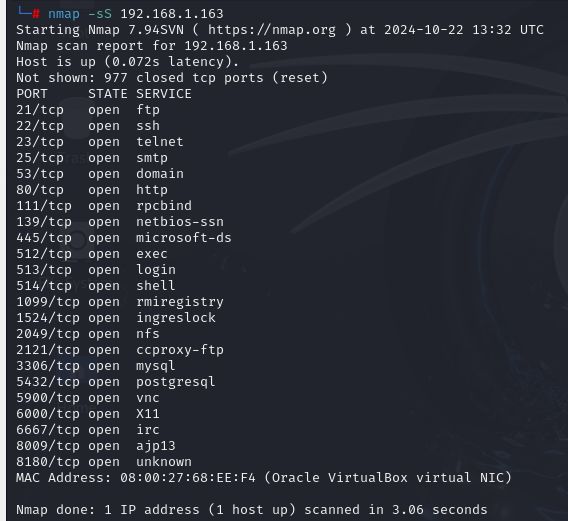 └─# nmap -sS 192.168.1.163
Starting Nmap 7.94SVN ( https://nmap.org ) at 2024-10-22 13:32 UTC
Nmap scan report for 192.168.1.163
Host is up (0.072s latency).
Not shown: 977 closed tcp ports (reset)
PORT     STATE SERVICE
21/tcp   open  ftp
22/tcp   open  ssh
23/tcp   open  telnet
25/tcp   open  smtp
53/tcp   open  domain
80/tcp   open  http
111/tcp  open  rpcbind
139/tcp  open  netbios-ssn
445/tcp  open  microsoft-ds
512/tcp  open  exec
513/tcp  open  login
514/tcp  open  shell
1099/tcp open  rmiregistry
1524/tcp open  ingreslock
2049/tcp open  nfs
2121/tcp open  ccproxy-ftp
3306/tcp open  mysql
5432/tcp open  postgresql
5900/tcp open  vnc
6000/tcp open  X11
6667/tcp open  irc
8009/tcp open  ajp13
8180/tcp open  unknown
MAC Address: 08:00:27:68:EE:F4 (Oracle VirtualBox virtual NIC)
Nmap done: 1 IP address (1 host up) scanned in 3.06 seconds